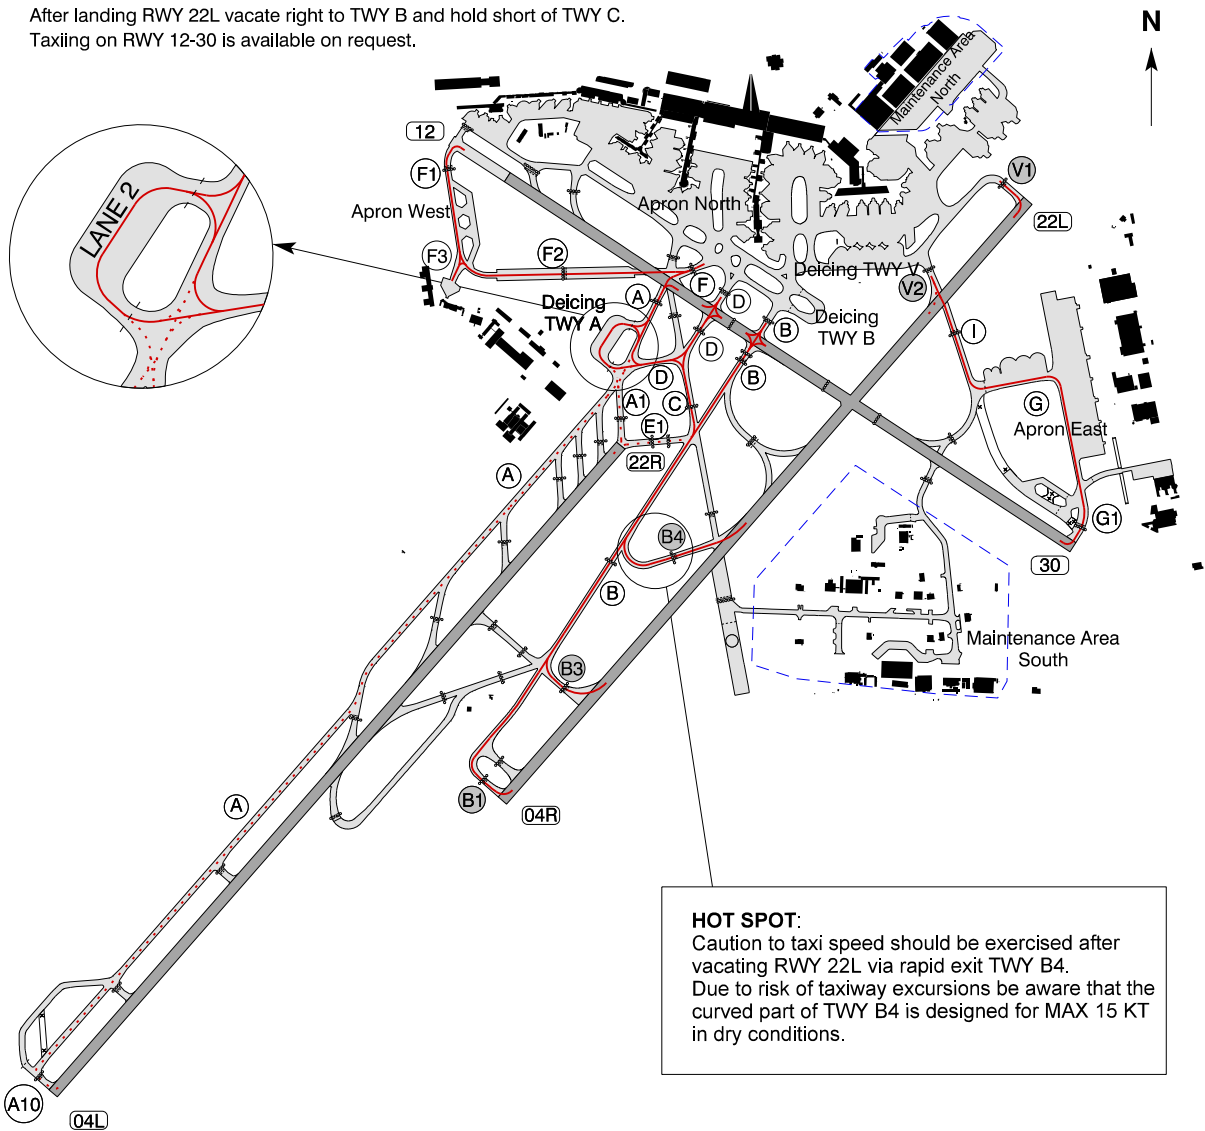 After landing RWY 22L vacate right to TWY B and hold short of TWY C.
Taxiing on RWY 12-30 is available on request.
N
Maintenance Area
North
12
F1
V1
Apron West
Apron North
22L
LANE 2
F3
F2
Deicing TWY V
V2
F
A
D
Deicing
TWY A
Deicing
TWY B
B
I
D
D
B
A1
C
G
E1
Apron East
22R
A
G1
B4
30
B
Maintenance Area
South
B3
A
B1
04R
HOT SPOT:
Caution to taxi speed should be exercised after
vacating RWY 22L via rapid exit TWY B4.
Due to risk of taxiway excursions be aware that the
curved part of TWY B4 is designed for MAX 15 KT
in dry conditions.
A10
04L